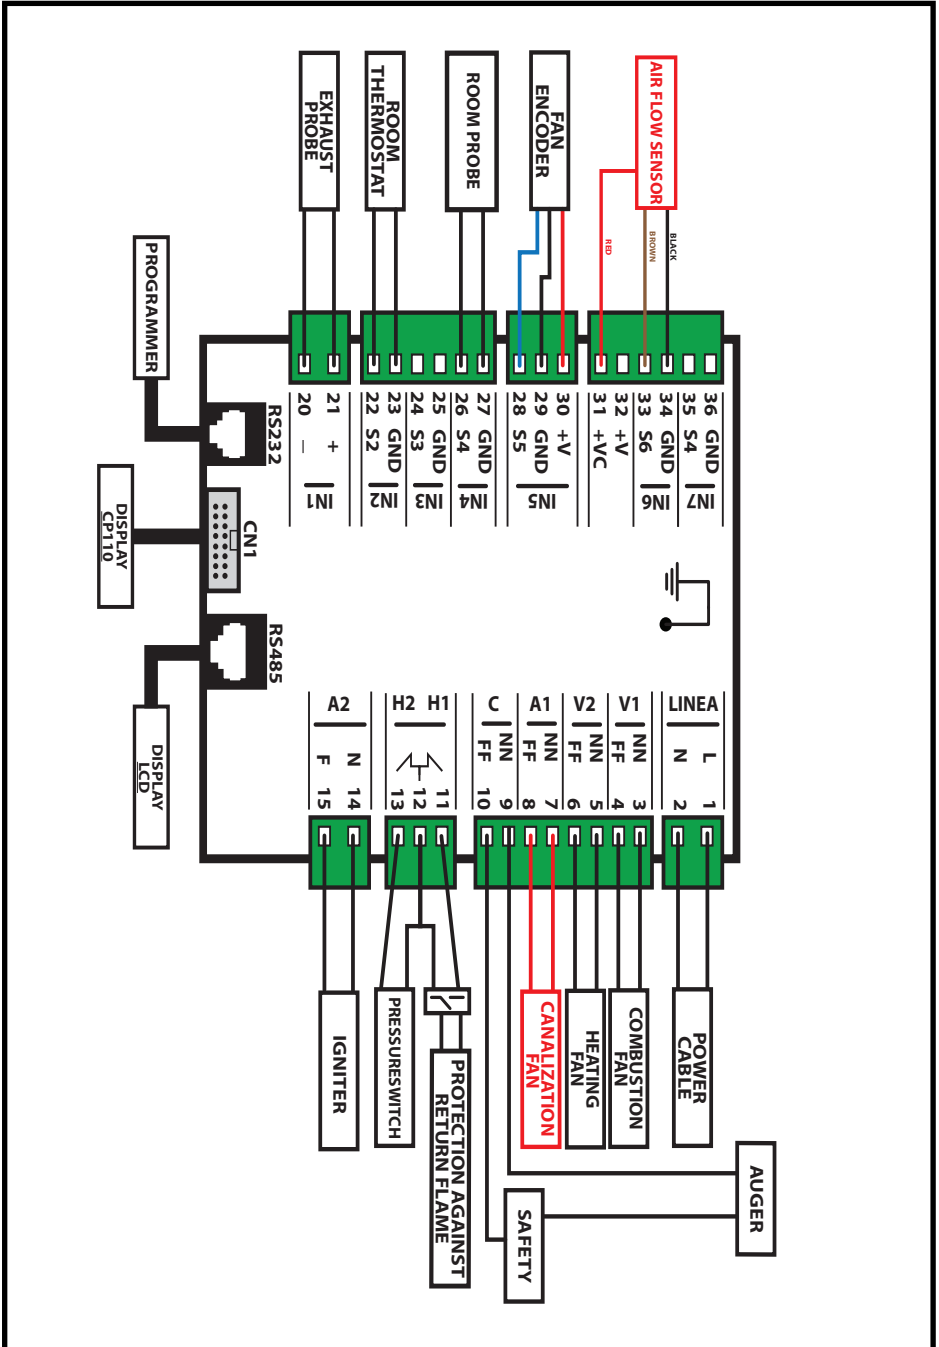 EXHAUST
PROBE
ROOM
THERMOSTAT
ROOM PROBE
FAN
ENCODER
AIR FLOW SENSOR
RED
BROWN
BLACK
PROGRAMMER
RS232
DISPLAY
CP110
CN1
DISPLAY
LCD
RS485
20 _
21 +
IN1
22 S2
23 GND
IN2
24 S3
25 GND
IN3
26 S4
27 GND
IN4
28 S5
29 GND
30 +V
IN5
31 +VC
32 +V
33 S6
34 GND
IN6
35 S4
36 GND
IN7
A2
F 15
N 14
H2 H1
13
12
11
C
FF 10
NN 9
A1
FF 8
NN 7
V2
FF 6
NN 5
V1
FF 4
NN 3
LINEA
N 2
L 1
IGNITER
PRESSURESWITCH
PROTECTION AGAINST
RETURN FLAME
CANALIZATION
FAN
HEATING
FAN
COMBUSTION
FAN
POWER
CABLE
SAFETY
AUGER